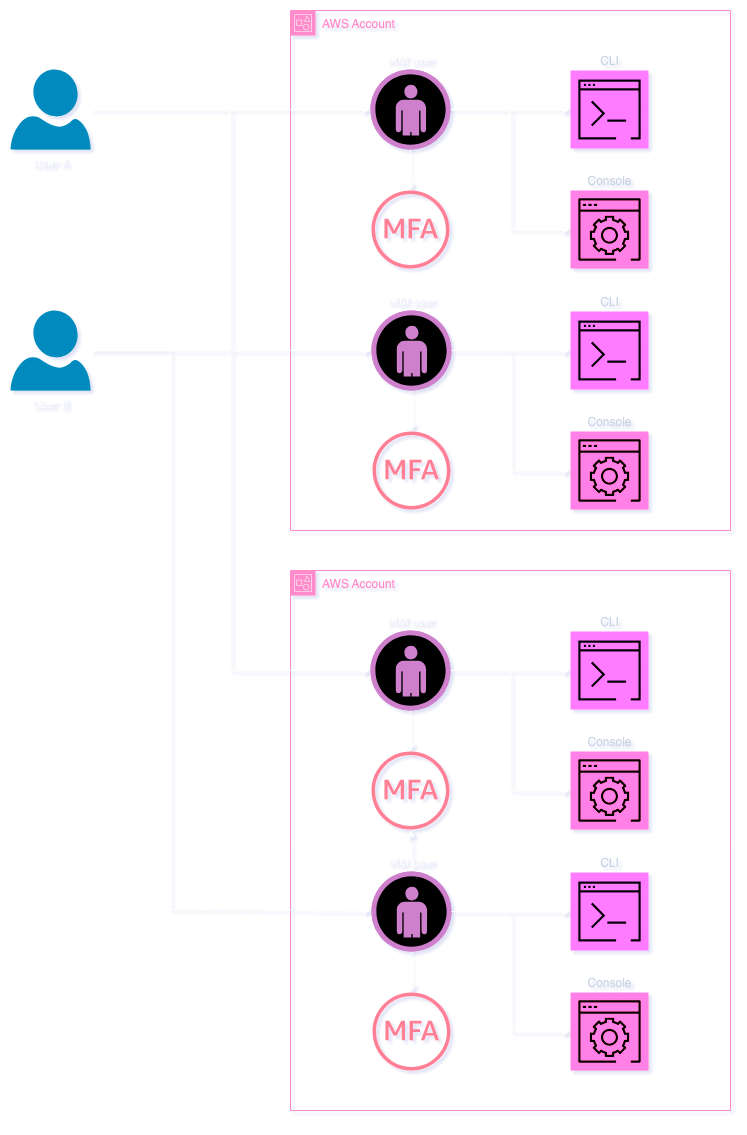 AWS Account
IAM user
CLI
User A
Console
MFA
IAM user
CLI
User B
Console
MFA
AWS Account
IAM user
CLI
Console
MFA
IAM user
CLI
Console
MFA